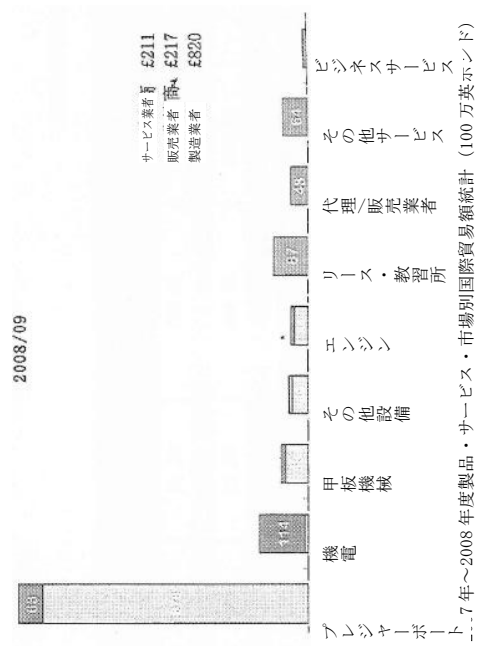 2008/09
サービス業者 £211
販売業者 £217
商
製造業者 £820
114
87
48
64
プレジャーボート
機電
甲板機械
その他設備
エンジン
リース・教習所
代理/販売業者
その他サービス
ビジネスサービス
7年～2008年度製品・サービス・市場別国際貿易額統計 (100万英ポンド)